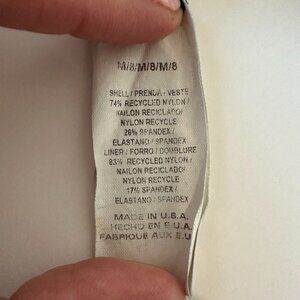 M/8/M/8/M/8
SHELL / PRENDA / VESTE
74% RECYCLED NYLON /
NAILON RECICLADO/
NYLON RECYCLE
26% SPANDEX /
ELASTANO / SPANDEX
LINER / FORRO / DOUBLURE
83% RECYCLED NYLON /
NAILON RECICLADO /
NYLON RECYCLE
17% SPANDEX /
ELASTANO / SPANDEX
MADE IN U.S.A.
HECHO EN E.U.A.
FABRIQUE AUX E.U.